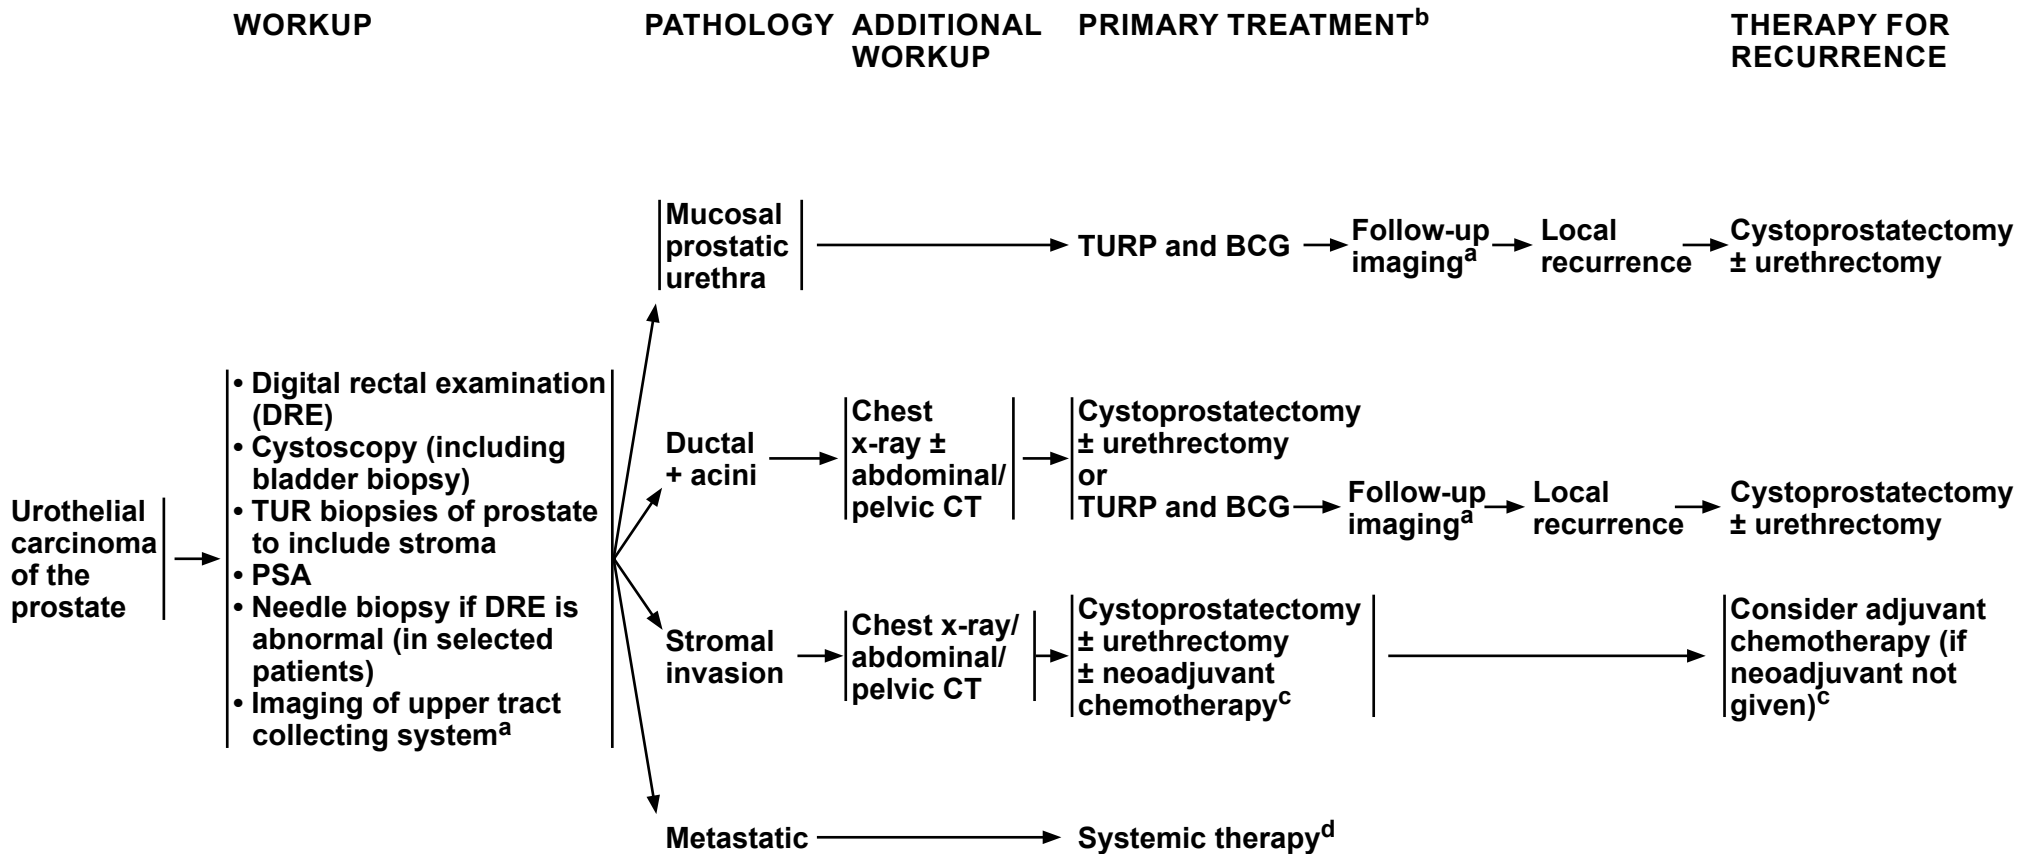 WORKUP
PATHOLOGY
ADDITIONAL
WORKUP
PRIMARY TREATMENTb
THERAPY FOR
RECURRENCE
Urothelial
carcinoma
of the
prostate
• Digital rectal examination
(DRE)
• Cystoscopy (including
bladder biopsy)
• TUR biopsies of prostate
to include stroma
• PSA
• Needle biopsy if DRE is
abnormal (in selected
patients)
• Imaging of upper tract
collecting systema
Mucosal
prostatic
urethra
TURP and BCG
Follow-up
imaginga
Local
recurrence
Cystoprostatectomy
± urethrectomy
Ductal
+ acini
Chest
x-ray ±
abdominal/
pelvic CT
Cystoprostatectomy
± urethrectomy
or
TURP and BCG
Follow-up
imaginga
Local
recurrence
Cystoprostatectomy
± urethrectomy
Stromal
invasion
Chest x-ray/
abdominal/
pelvic CT
Cystoprostatectomy
± urethrectomy
± neoadjuvant
chemotherapyc
Consider adjuvant
chemotherapy (if
neoadjuvant not
given)c
Metastatic
Systemic therapyd